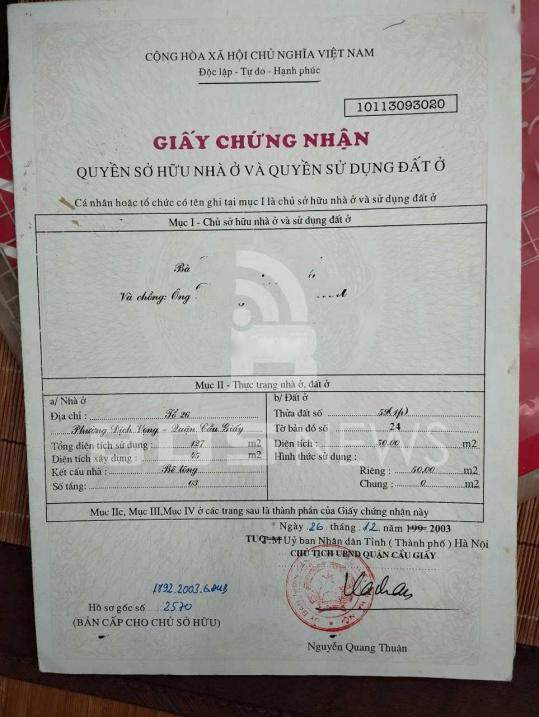 CỘNG HÒA XÃ HỘI CHỦ NGHĨA VIỆT NAM
Độc lập - Tự do - Hạnh phúc
10113093020
GIẤY CHỨNG NHẬN
QUYỀN SỞ HỮU NHÀ Ở VÀ QUYỀN SỬ DỤNG ĐẤT Ở
Cá nhân hoặc tổ chức có tên ghi tại mục I là chủ sở hữu nhà ở và sử dụng đất ở
Mục I - Chủ sở hữu nhà ở và sử dụng đất ở
Bà
Và chồng: Ông
Mục II - Thực trạng nhà ở, đất ở
a/ Nhà ở
Địa chỉ : Tổ 26
Phường Dịch Vọng - Quận Cầu Giấy
Tổng diện tích sử dụng : 127 m2
Diện tích xây dựng : 45 m2
Kết cấu nhà : Bê tông
Số tầng: 03
b/ Đất ở
Thửa đất số : 59(1p)
Tờ bản đồ số 24
Diện tích : 50.00 m2
Hình thức sử dụng :
Riêng : 50.00 m2
Chung : 0 m2
NEWS
Mục IIc, Mục III,Mục IV ở các trang sau là thành phần của Giấy chứng nhận này
Ngày 26 tháng 12 năm 199 2003
TUQ.M Uỷ ban Nhân dân Tỉnh ( Thành phố ) Hà Nội
CHỦ TỊCH UBND QUẬN CẦU GIẤY
1892.2003.QĐUB
Hồ sơ gốc số 2570
(BẢN CẤP CHO CHỦ SỞ HỮU)
Nguyễn Quang Thuận